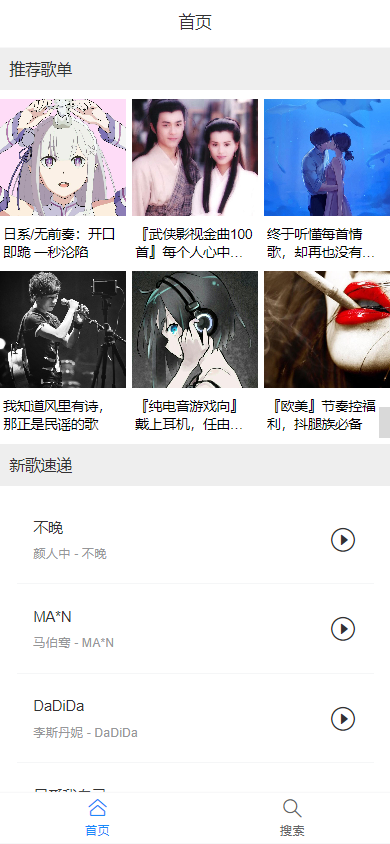 首页
推荐歌单
日系/无前奏：开口
即跪 一秒沦陷
『武侠影视金曲100
首』每个人心中…
终于听懂每首情
歌，却再也没有…
我知道风里有诗，
那正是民谣的歌
『纯电音游戏向』
戴上耳机，任由…
『欧美』节奏控福
利，抖腿族必备
新歌速递
不晚
颜人中 - 不晚
MA*N
马伯骞 - MA*N
DaDiDa
李斯丹妮 - DaDiDa
首页
搜索